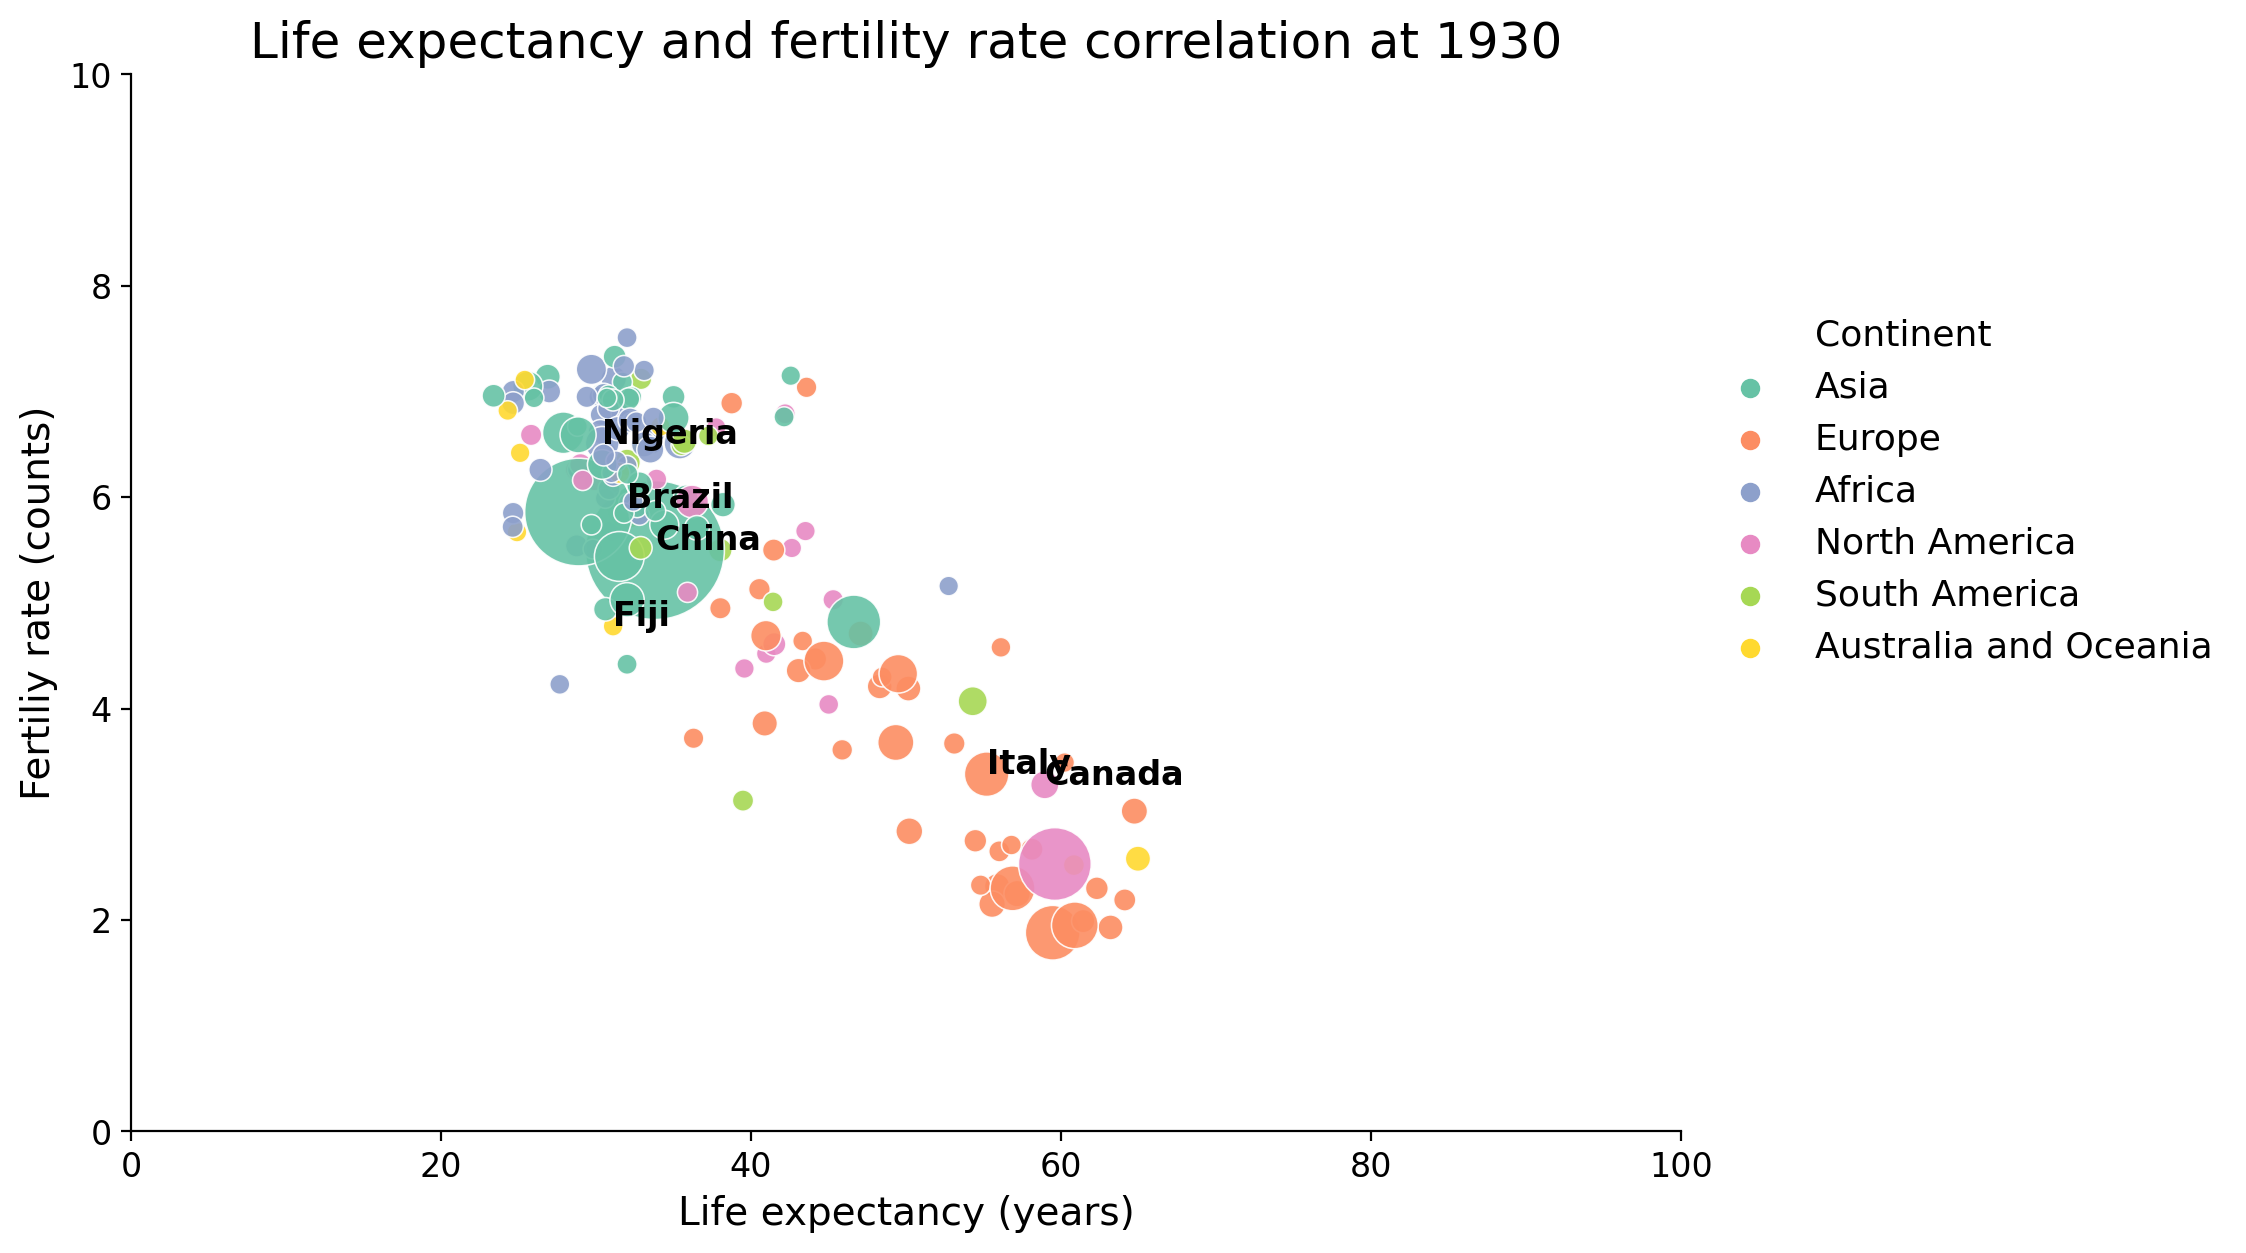 Life expectancy and fertility rate correlation at 1930
10
8
6
4
2
0
Fertiliy rate (counts)
0 20 40 60 80 100
Life expectancy (years)
Nigeria
Brazil
China
Fiji
Italy
Canada
Continent
Asia
Europe
Africa
North America
South America
Australia and Oceania